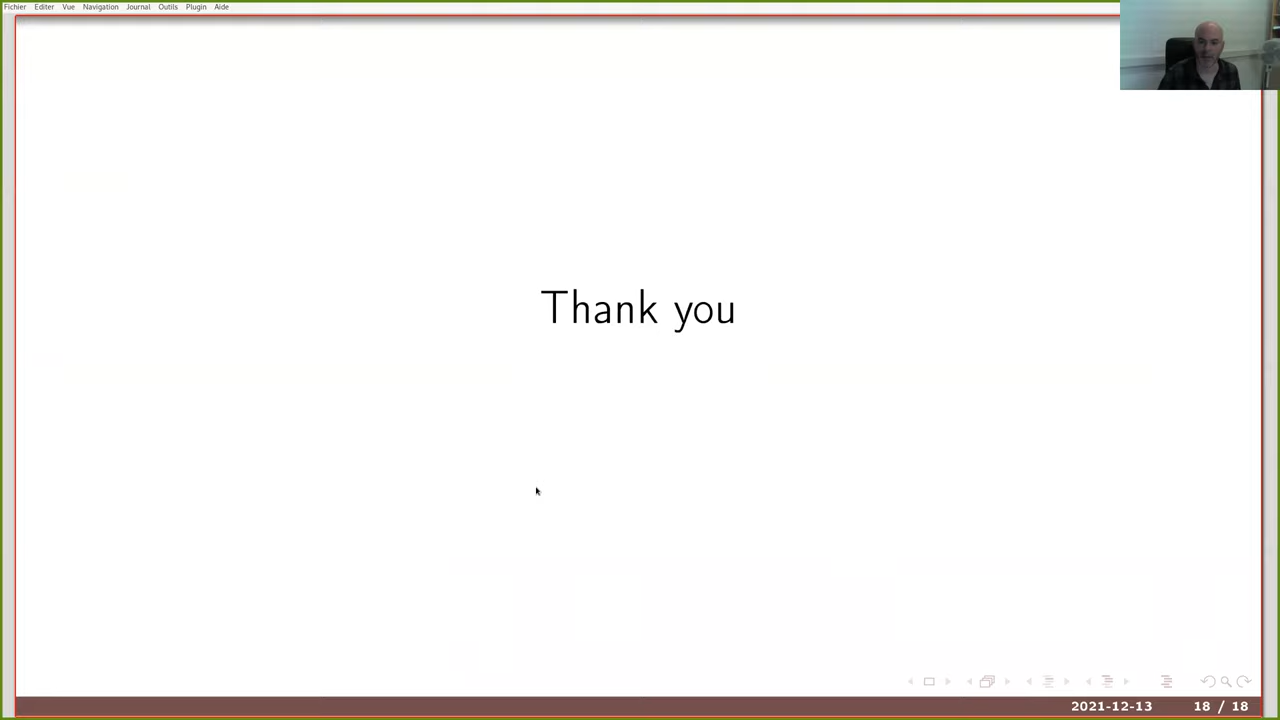 Fichier Editer Vue Navigation Journal Outils Plugin Aide
Thank you
2021-12-13 18 / 18